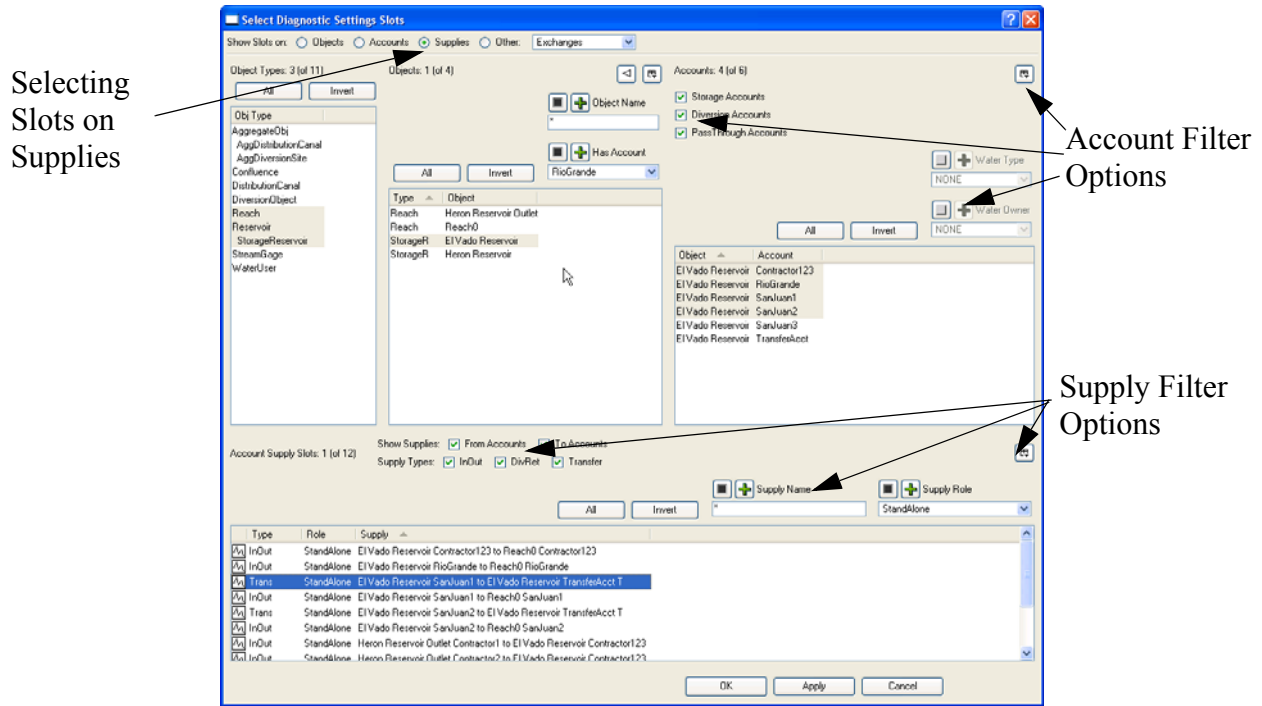 Select Diagnostic Settings Slots
Show Slots on: Objects Accounts Supplies Other: Exchanges
Selecting
Slots on
Supplies
Object Types: 3 (of 11)
All Invert
Obj Type
AggregateObj
AggDistributionCanal
AggDiversionSite
Confluence
DistributionCanal
DiversionObject
Reach
Reservoir
StorageReservoir
StreamGage
WaterUser
Objects: 1 (of 4)
Object Name
*
Has Account
All Invert RioGrande
Type Object
Reach Heron Reservoir Outlet
Reach Reach0
StorageR El Vado Reservoir
StorageR Heron Reservoir
Accounts: 4 (of 6)
Storage Accounts
Diversion Accounts
PassThrough Accounts
Water Type
NONE
Water Owner
All Invert NONE
Object Account
El Vado Reservoir Contractor123
El Vado Reservoir RioGrande
El Vado Reservoir SanJuan1
El Vado Reservoir SanJuan2
El Vado Reservoir SanJuan3
El Vado Reservoir TransferAcct
Account Filter
Options
Supply Filter
Options
Account Supply Slots: 1 (of 12)
Show Supplies: From Accounts To Accounts
Supply Types: InOut DivRet Transfer
Supply Name Supply Role
All Invert * StandAlone
Type Role Supply
InOut StandAlone El Vado Reservoir Contractor123 to Reach0 Contractor123
InOut StandAlone El Vado Reservoir RioGrande to Reach0 RioGrande
Trans StandAlone El Vado Reservoir SanJuan1 to El Vado Reservoir TransferAcct T
InOut StandAlone El Vado Reservoir SanJuan1 to Reach0 SanJuan1
Trans StandAlone El Vado Reservoir SanJuan2 to El Vado Reservoir TransferAcct T
InOut StandAlone El Vado Reservoir SanJuan2 to Reach0 SanJuan2
InOut StandAlone Heron Reservoir Outlet Contractor1 to El Vado Reservoir Contractor123
InOut StandAlone Heron Reservoir Outlet Contractor2 to El Vado Reservoir Contractor123
OK Apply Cancel